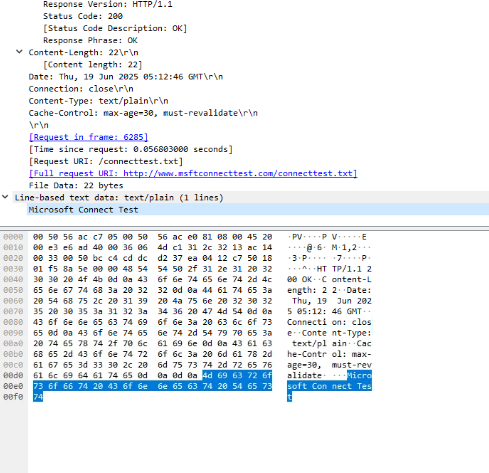 Response Version: HTTP/1.1
Status Code: 200
[Status Code Description: OK]
Response Phrase: OK
Content-Length: 22\r\n
[Content length: 22]
Date: Thu, 19 Jun 2025 05:12:46 GMT\r\n
Connection: close\r\n
Content-Type: text/plain\r\n
Cache-Control: max-age=30, must-revalidate\r\n
\r\n
[Request in frame: 6285]
[Time since request: 0.056803000 seconds]
[Request URI: /connecttest.txt]
[Full request URI: http://www.msftconnecttest.com/connecttest.txt]
File Data: 22 bytes
Line-based text data: text/plain (1 lines)
Microsoft Connect Test
0000 00 50 56 ac c7 05 00 50 56 ac e0 81 08 00 45 20 ·PV····P V·····E
0010 00 e3 e6 ad 40 00 36 06 4d c1 31 2c 32 13 ac 14 ····@·6· M·1,2···
0020 00 33 00 50 bc c4 cd dc d2 37 ea 04 12 c7 50 18 ·3·P···· ·7····P·
0030 01 f5 8a 5e 00 00 48 54 54 50 2f 31 2e 31 20 32 ···^··HT TP/1.1 2
0040 30 30 20 4f 4b 0d 0a 43 6f 6e 74 65 6e 74 2d 4c 00 OK··C ontent-L
0050 65 6e 67 74 68 3a 20 32 32 0d 0a 44 61 74 65 3a ength: 2 2··Date:
0060 20 54 68 75 2c 20 31 39 20 4a 75 6e 20 32 30 32 Thu, 19 Jun 202
0070 35 20 30 35 3a 31 32 3a 34 36 20 47 4d 54 0d 0a 5 05:12: 46 GMT··
0080 43 6f 6e 6e 65 63 74 69 6f 6e 3a 20 63 6c 6f 73 Connecti on: clos
0090 65 0d 0a 43 6f 6e 74 65 6e 74 2d 54 79 70 65 3a e··Conte nt-Type:
00a0 20 74 65 78 74 2f 70 6c 61 69 6e 0d 0a 43 61 63 text/pl ain··Cac
00b0 68 65 2d 43 6f 6e 74 72 6f 6c 3a 20 6d 61 78 2d he-Contr ol: max-
00c0 61 67 65 3d 33 30 2c 20 6d 75 73 74 2d 72 65 76 age=30, must-rev
00d0 61 6c 69 64 61 74 65 0d 0a 0d 0a 4d 69 63 72 6f alidate· ···Micro
00e0 73 6f 66 74 20 43 6f 6e 6e 65 63 74 20 54 65 73 soft Con nect Tes
00f0 74 t